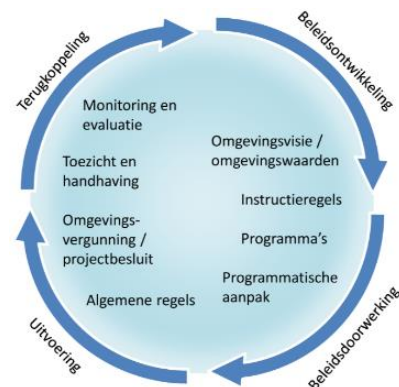 Terugkoppeling
Beleidsontwikkeling
Monitoring en
evaluatie
Toezicht en
handhaving
Omgevings-
vergunning /
projectbesluit
Algemene regels
Omgevingsvisie /
omgevingswaarden
Instructieregels
Programma’s
Programmatische
aanpak
Uitvoering
Beleidsdoorwerking